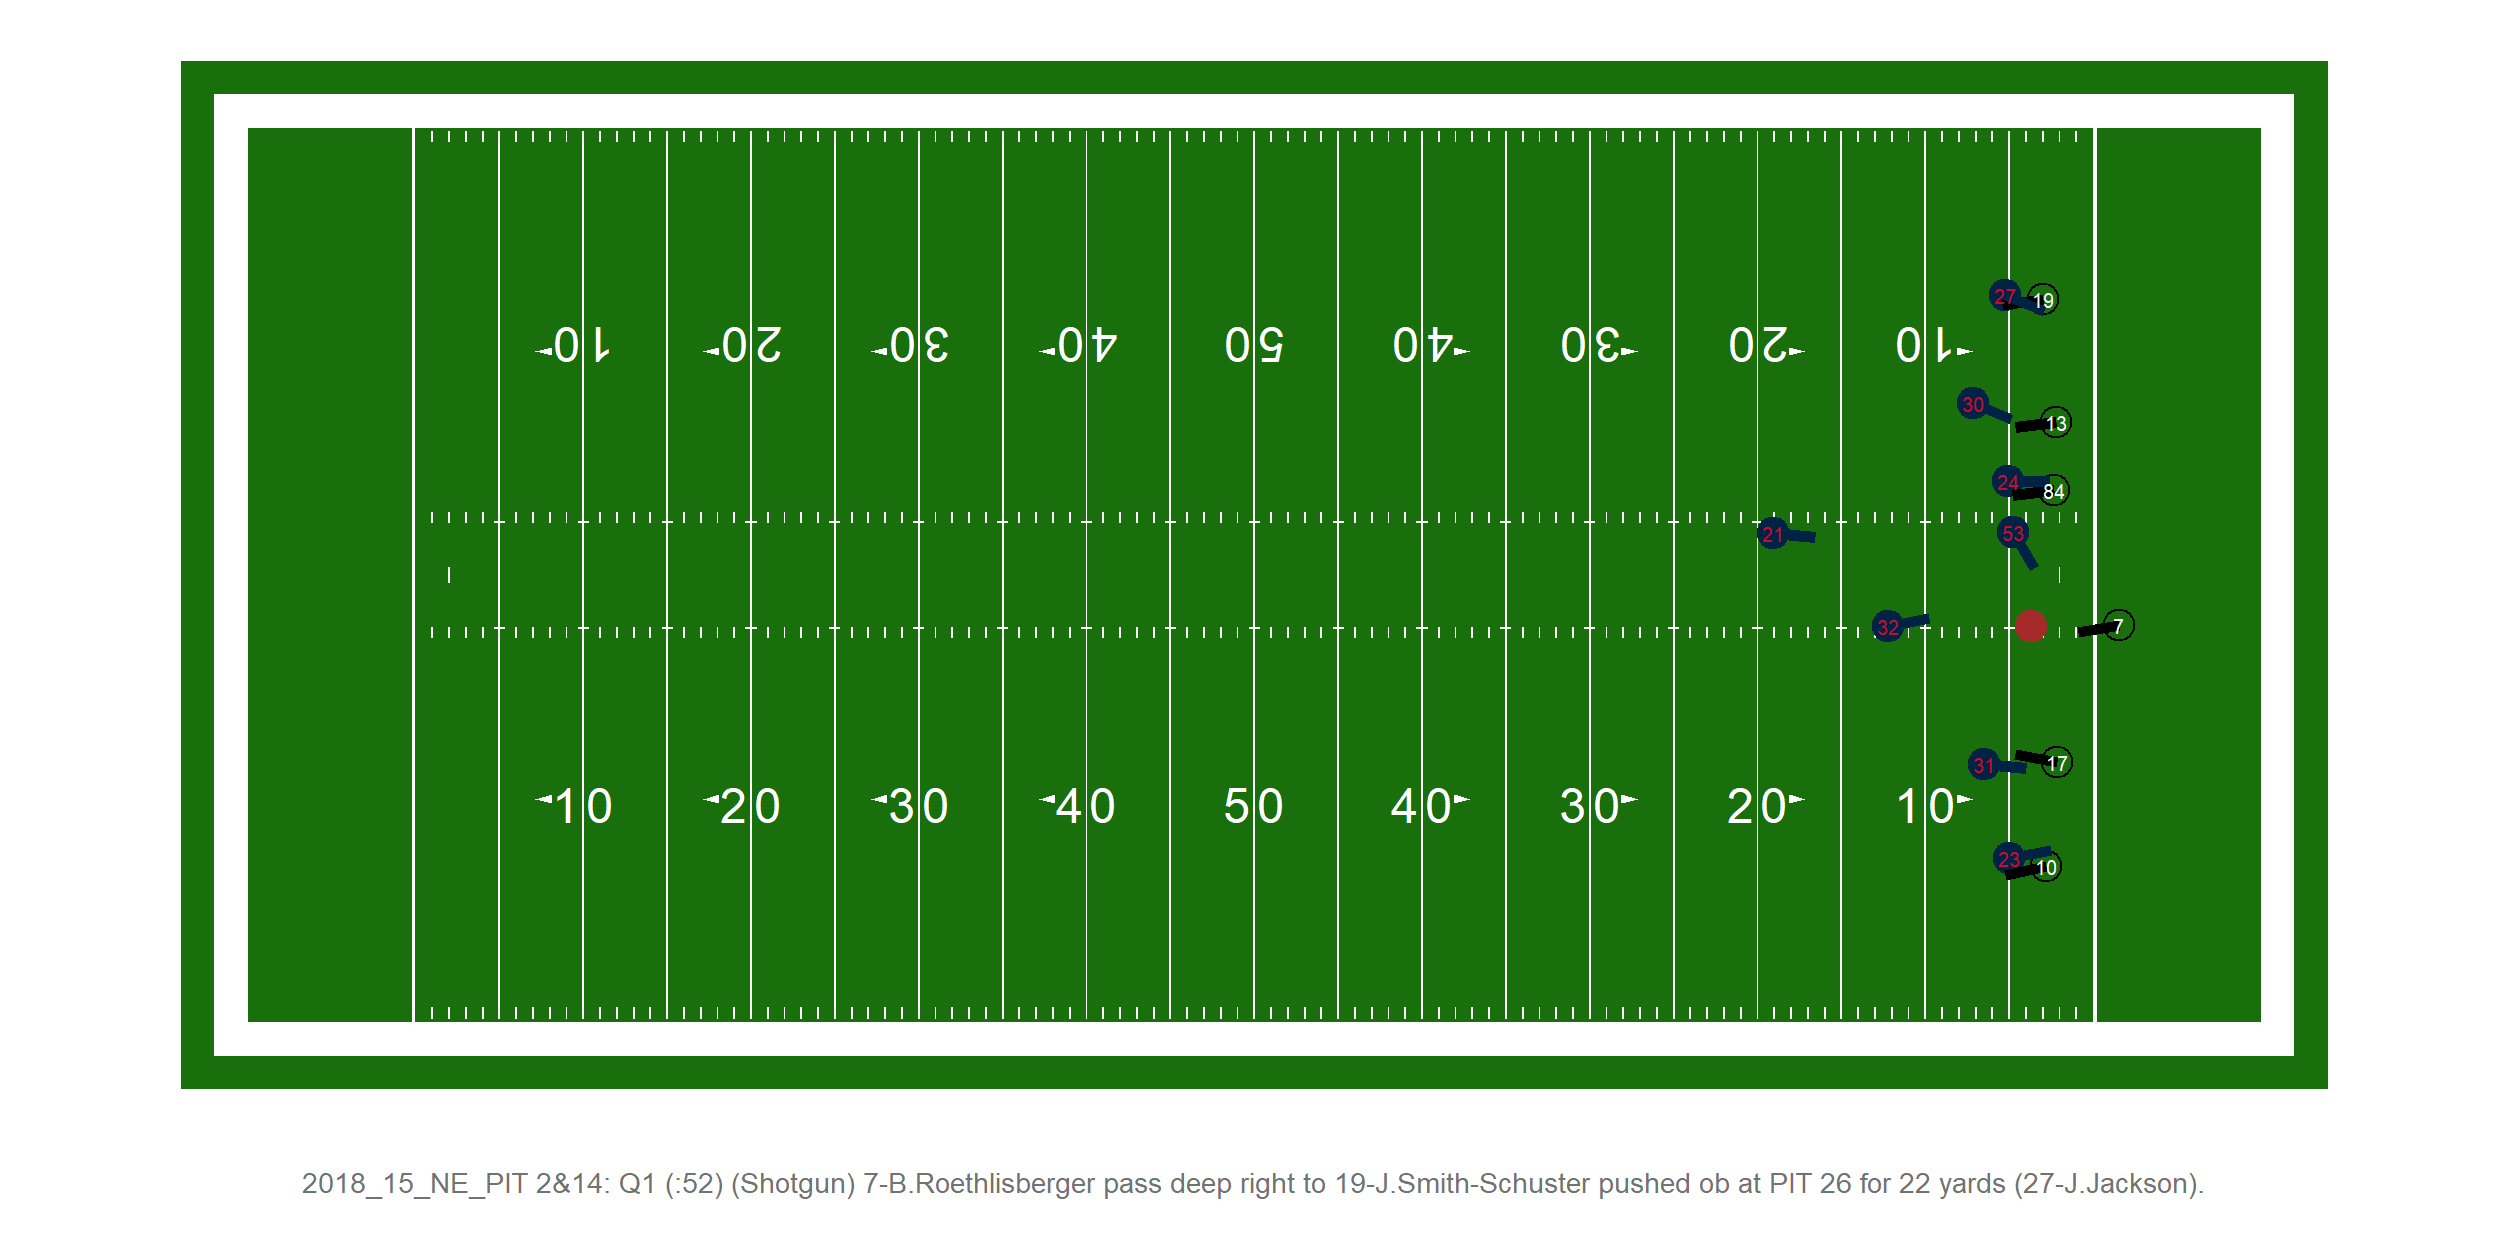 27 19
10 20 30 40 50 40 30 20 10
30 13
24 84
21 53
32 7
31 17
10 20 30 40 50 40 30 20 10
23 10
2018_15_NE_PIT 2&14: Q1 (:52) (Shotgun) 7-B.Roethlisberger pass deep right to 19-J.Smith-Schuster pushed ob at PIT 26 for 22 yards (27-J.Jackson).